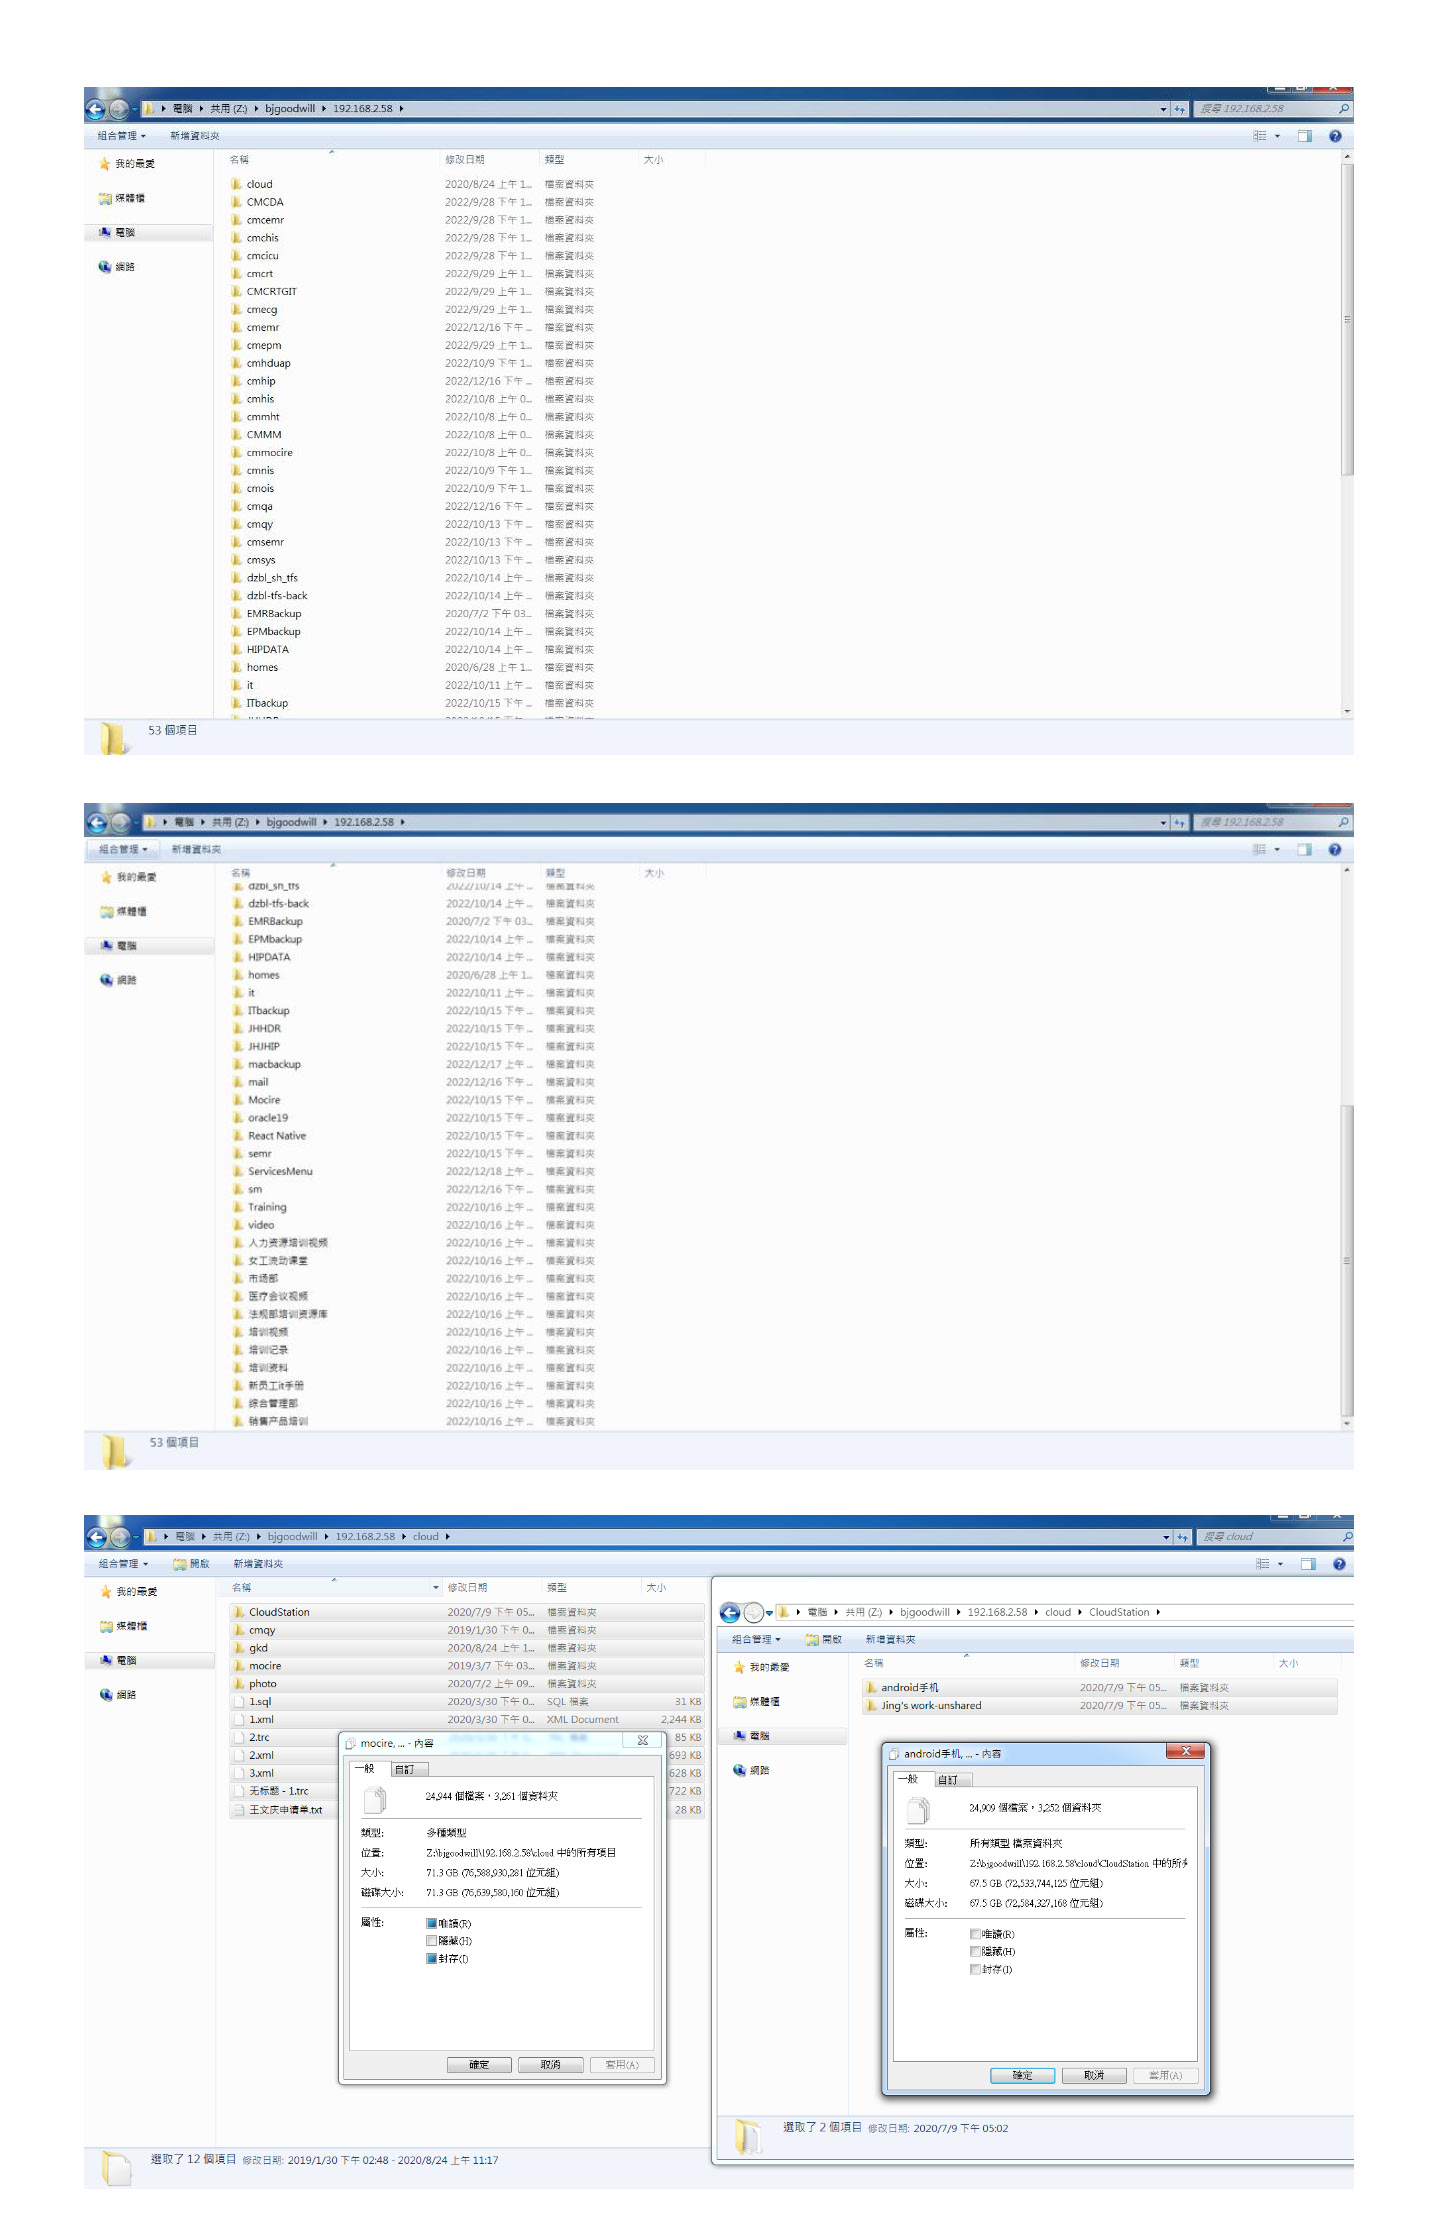 電腦 ▸ 共用 (Z:) ▸ bjgoodwill ▸ 192.168.2.58 ▸
搜尋 192.168.2.58
組合管理 新增資料夾
我的最愛
媒體櫃
電腦
網路
名稱 修改日期 類型 大小
cloud 2020/8/24 上午 1... 檔案資料夾
CMCDA 2022/9/28 下午 1... 檔案資料夾
cmcemr 2022/9/28 下午 1... 檔案資料夾
cmchis 2022/9/28 下午 1... 檔案資料夾
cmcicu 2022/9/28 下午 1... 檔案資料夾
cmcrt 2022/9/29 上午 1... 檔案資料夾
CMCRTGIT 2022/9/29 上午 1... 檔案資料夾
cmecg 2022/9/29 上午 1... 檔案資料夾
cmemr 2022/12/16 下午 ... 檔案資料夾
cmepm 2022/9/29 上午 1... 檔案資料夾
cmhduap 2022/10/9 下午 1... 檔案資料夾
cmhip 2022/12/16 下午 ... 檔案資料夾
cmhis 2022/10/8 上午 0... 檔案資料夾
cmmht 2022/10/8 上午 0... 檔案資料夾
CMMM 2022/10/8 上午 0... 檔案資料夾
cmmocire 2022/10/8 上午 0... 檔案資料夾
cmnis 2022/10/9 下午 1... 檔案資料夾
cmois 2022/10/9 下午 1... 檔案資料夾
cmqa 2022/12/16 下午 ... 檔案資料夾
cmqy 2022/10/13 下午 ... 檔案資料夾
cmsemr 2022/10/13 下午 ... 檔案資料夾
cmsys 2022/10/13 下午 ... 檔案資料夾
dzbl_sh_tfs 2022/10/14 上午 ... 檔案資料夾
dzbl-tfs-back 2022/10/14 上午 ... 檔案資料夾
EMRBackup 2020/7/2 下午 03... 檔案資料夾
EPMbackup 2022/10/14 上午 ... 檔案資料夾
HIPDATA 2022/10/14 上午 ... 檔案資料夾
homes 2020/6/28 上午 1... 檔案資料夾
it 2022/10/11 上午 ... 檔案資料夾
ITbackup 2022/10/15 下午 ... 檔案資料夾
53 個項目
電腦 ▸ 共用 (Z:) ▸ bjgoodwill ▸ 192.168.2.58 ▸
搜尋 192.168.2.58
組合管理 新增資料夾
我的最愛
媒體櫃
電腦
網路
名稱 修改日期 類型 大小
dzbl_sh_tfs 2022/10/14 上午 ... 檔案資料夾
dzbl-tfs-back 2022/10/14 上午 ... 檔案資料夾
EMRBackup 2020/7/2 下午 03... 檔案資料夾
EPMbackup 2022/10/14 上午 ... 檔案資料夾
HIPDATA 2022/10/14 上午 ... 檔案資料夾
homes 2020/6/28 上午 1... 檔案資料夾
it 2022/10/11 上午 ... 檔案資料夾
ITbackup 2022/10/15 下午 ... 檔案資料夾
JHHDR 2022/10/15 下午 ... 檔案資料夾
JHJHIP 2022/10/15 下午 ... 檔案資料夾
macbackup 2022/12/17 上午 ... 檔案資料夾
mail 2022/12/16 下午 ... 檔案資料夾
Mocire 2022/10/15 下午 ... 檔案資料夾
oracle19 2022/10/15 下午 ... 檔案資料夾
React Native 2022/10/15 下午 ... 檔案資料夾
semr 2022/10/15 下午 ... 檔案資料夾
ServicesMenu 2022/12/18 上午 ... 檔案資料夾
sm 2022/12/16 下午 ... 檔案資料夾
Training 2022/10/16 上午 ... 檔案資料夾
video 2022/10/16 上午 ... 檔案資料夾
人力资源培训视频 2022/10/16 上午 ... 檔案資料夾
女工流动课堂 2022/10/16 上午 ... 檔案資料夾
市场部 2022/10/16 上午 ... 檔案資料夾
医疗会议视频 2022/10/16 上午 ... 檔案資料夾
法规部培训资源库 2022/10/16 上午 ... 檔案資料夾
培训视频 2022/10/16 上午 ... 檔案資料夾
培训记录 2022/10/16 上午 ... 檔案資料夾
培训资料 2022/10/16 上午 ... 檔案資料夾
新员工it手册 2022/10/16 上午 ... 檔案資料夾
综合管理部 2022/10/16 上午 ... 檔案資料夾
销售产品培训 2022/10/16 上午 ... 檔案資料夾
53 個項目
電腦 ▸ 共用 (Z:) ▸ bjgoodwill ▸ 192.168.2.58 ▸ cloud ▸
搜尋 cloud
組合管理 開啟 新增資料夾
我的最愛
媒體櫃
電腦
網路
名稱 修改日期 類型 大小
CloudStation 2020/7/9 下午 05... 檔案資料夾
cmqy 2019/1/30 下午 0... 檔案資料夾
gkd 2020/8/24 上午 1... 檔案資料夾
mocire 2019/3/7 下午 03... 檔案資料夾
photo 2020/7/2 上午 09... 檔案資料夾
1.sql 2020/3/30 下午 0... SQL 檔案 31 KB
1.xml 2020/3/30 下午 0... XML Document 2,244 KB
2.trc 85 KB
2.xml 693 KB
3.xml 628 KB
无标题 - 1.trc 722 KB
王文庆申请单.txt 28 KB
mocire, ... - 內容
一般 自訂
24,944 個檔案，3,261 個資料夾
類型: 多種類型
位置: Z:\bjgoodwill\192.168.2.58\cloud 中的所有項目
大小: 71.3 GB (76,588,930,281 位元組)
磁碟大小: 71.3 GB (76,639,580,160 位元組)
屬性: 唯讀(R)
隱藏(H)
封存(I)
確定 取消 套用(A)
選取了 12 個項目 修改日期: 2019/1/30 下午 02:48 - 2020/8/24 上午 11:17
電腦 ▸ 共用 (Z:) ▸ bjgoodwill ▸ 192.168.2.58 ▸ cloud ▸ CloudStation ▸
組合管理 開啟 新增資料夾
我的最愛
媒體櫃
電腦
網路
名稱 修改日期 類型 大小
android手机 2020/7/9 下午 05... 檔案資料夾
Jing's work-unshared 2020/7/9 下午 05... 檔案資料夾
android手机, ... - 內容
一般 自訂
24,909 個檔案，3,252 個資料夾
類型: 所有類型 檔案資料夾
位置: Z:\bjgoodwill\192.168.2.58\cloud\CloudStation 中的所
大小: 67.5 GB (72,533,744,125 位元組)
磁碟大小: 67.5 GB (72,584,327,168 位元組)
屬性: 唯讀(R)
隱藏(H)
封存(I)
確定 取消 套用(A)
選取了 2 個項目 修改日期: 2020/7/9 下午 05:02